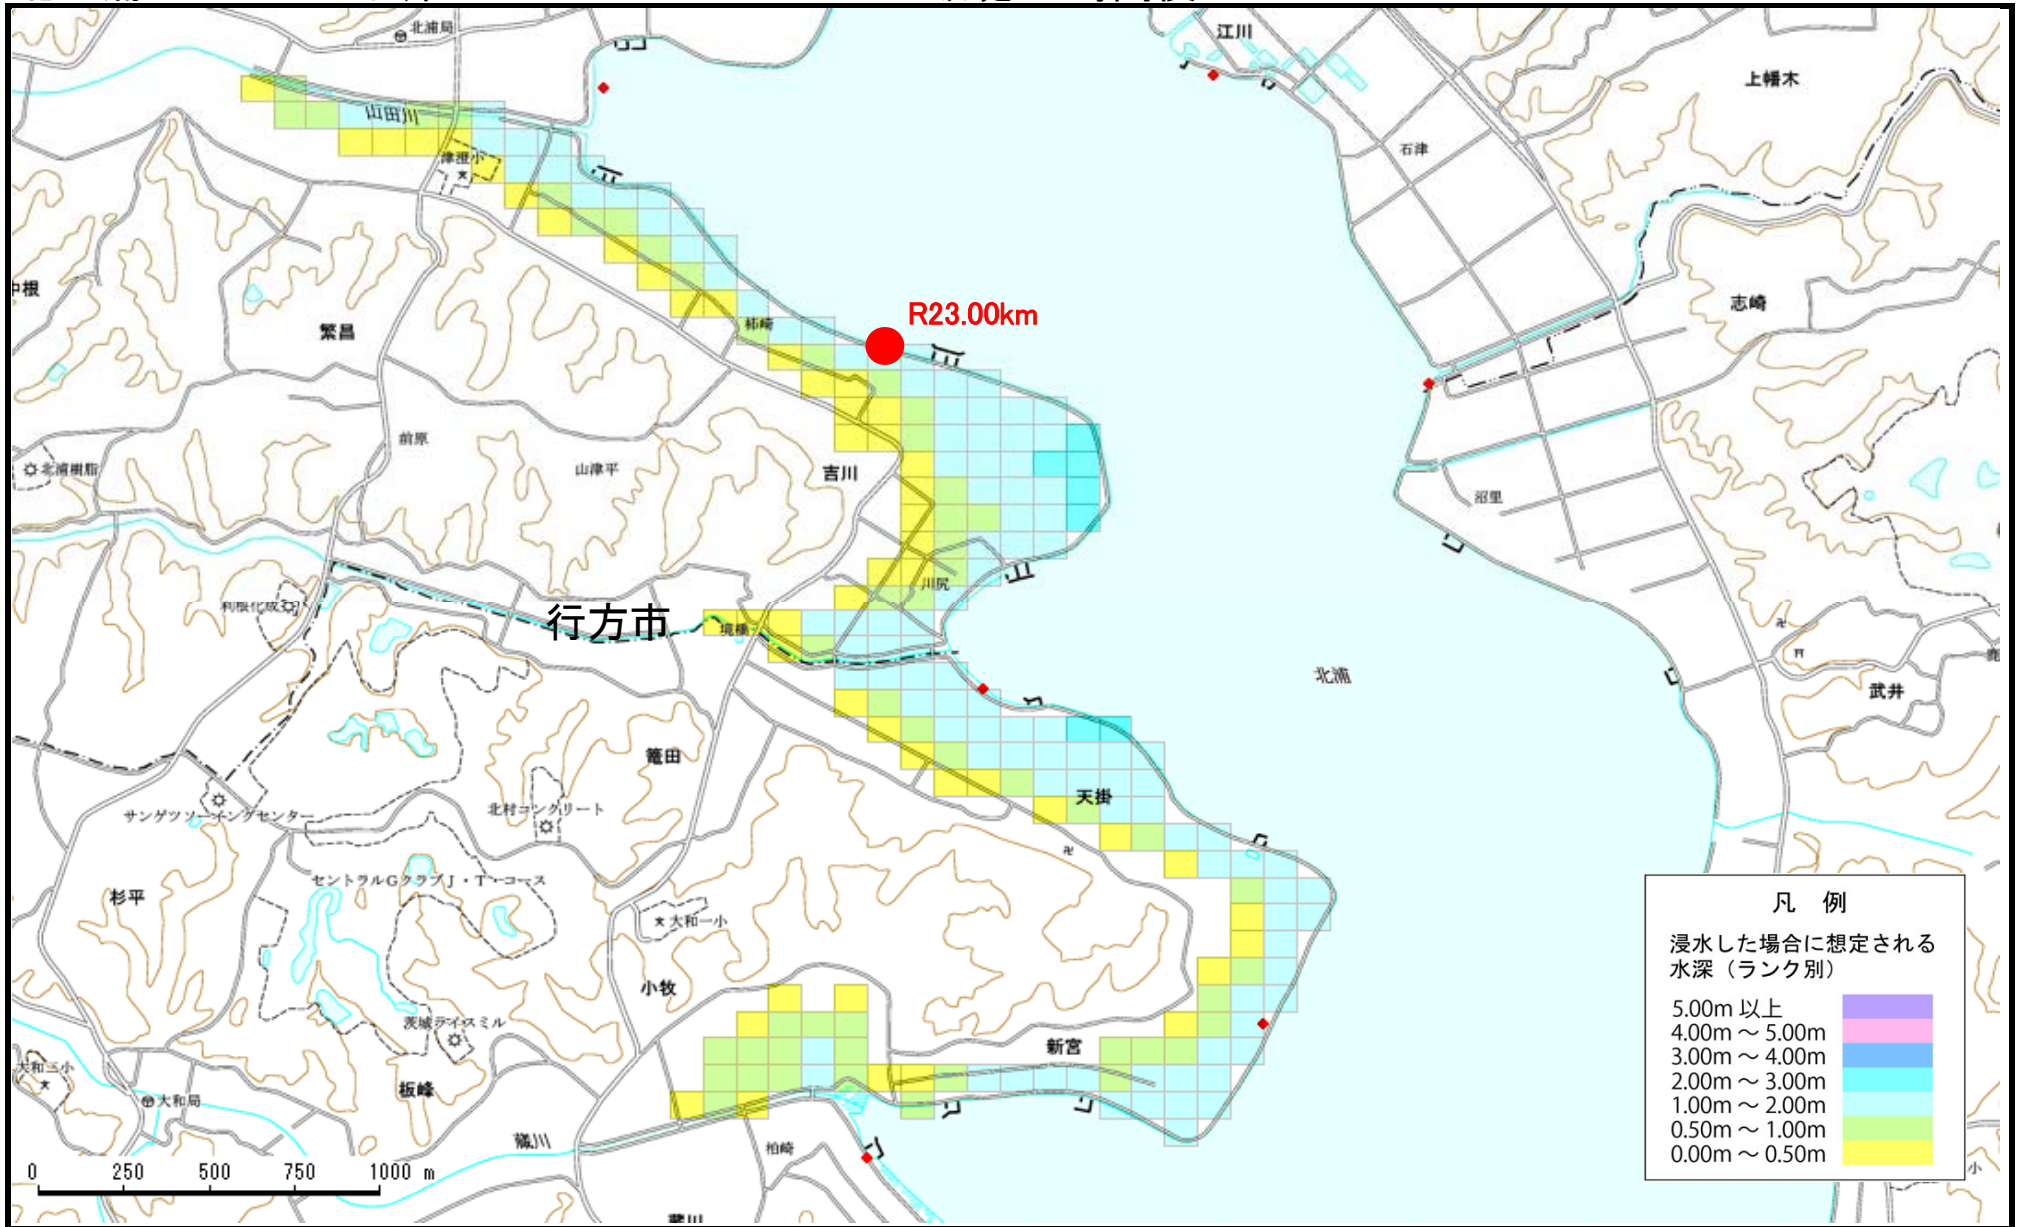 北浦局
江川
上幡木
山田川
石津
津澄小
中根
繁昌
柿崎
R23.00km
志崎
前原
北浦樹脂
山津平
吉川
沼里
川尻
利根化成
行方市
境橋
北浦
武井
篭田
天掛
北村コンクリート
サンゲツソーイングセンター
セントラルGクラブJ・T・コース
杉平
大和一小
小牧
茨城ライスミル
新宮
大和三小
大和局
板峰
蔵川
柏崎
蔵川
小
0 250 500 750 1000 m
凡 例
浸水した場合に想定される
水深（ランク別）
5.00m 以上
4.00m ～ 5.00m
3.00m ～ 4.00m
2.00m ～ 3.00m
1.00m ～ 2.00m
0.50m ～ 1.00m
0.00m ～ 0.50m